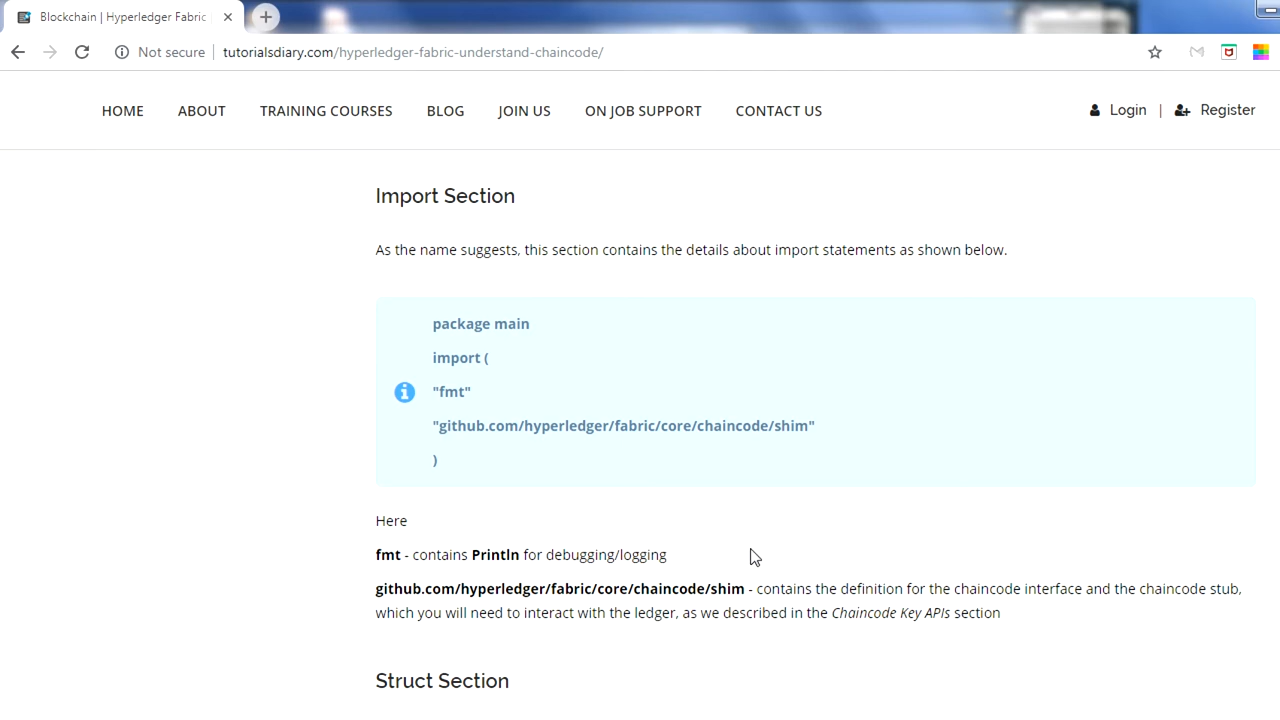 Blockchain | Hyperledger Fabric
Not secure | tutorialsdiary.com/hyperledger-fabric-understand-chaincode/
HOME ABOUT TRAINING COURSES BLOG JOIN US ON JOB SUPPORT CONTACT US Login | Register
Import Section
As the name suggests, this section contains the details about import statements as shown below.
package main
import (
"fmt"
"github.com/hyperledger/fabric/core/chaincode/shim"
)
Here
fmt - contains Println for debugging/logging
github.com/hyperledger/fabric/core/chaincode/shim - contains the definition for the chaincode interface and the chaincode stub,
which you will need to interact with the ledger, as we described in the Chaincode Key APIs section
Struct Section